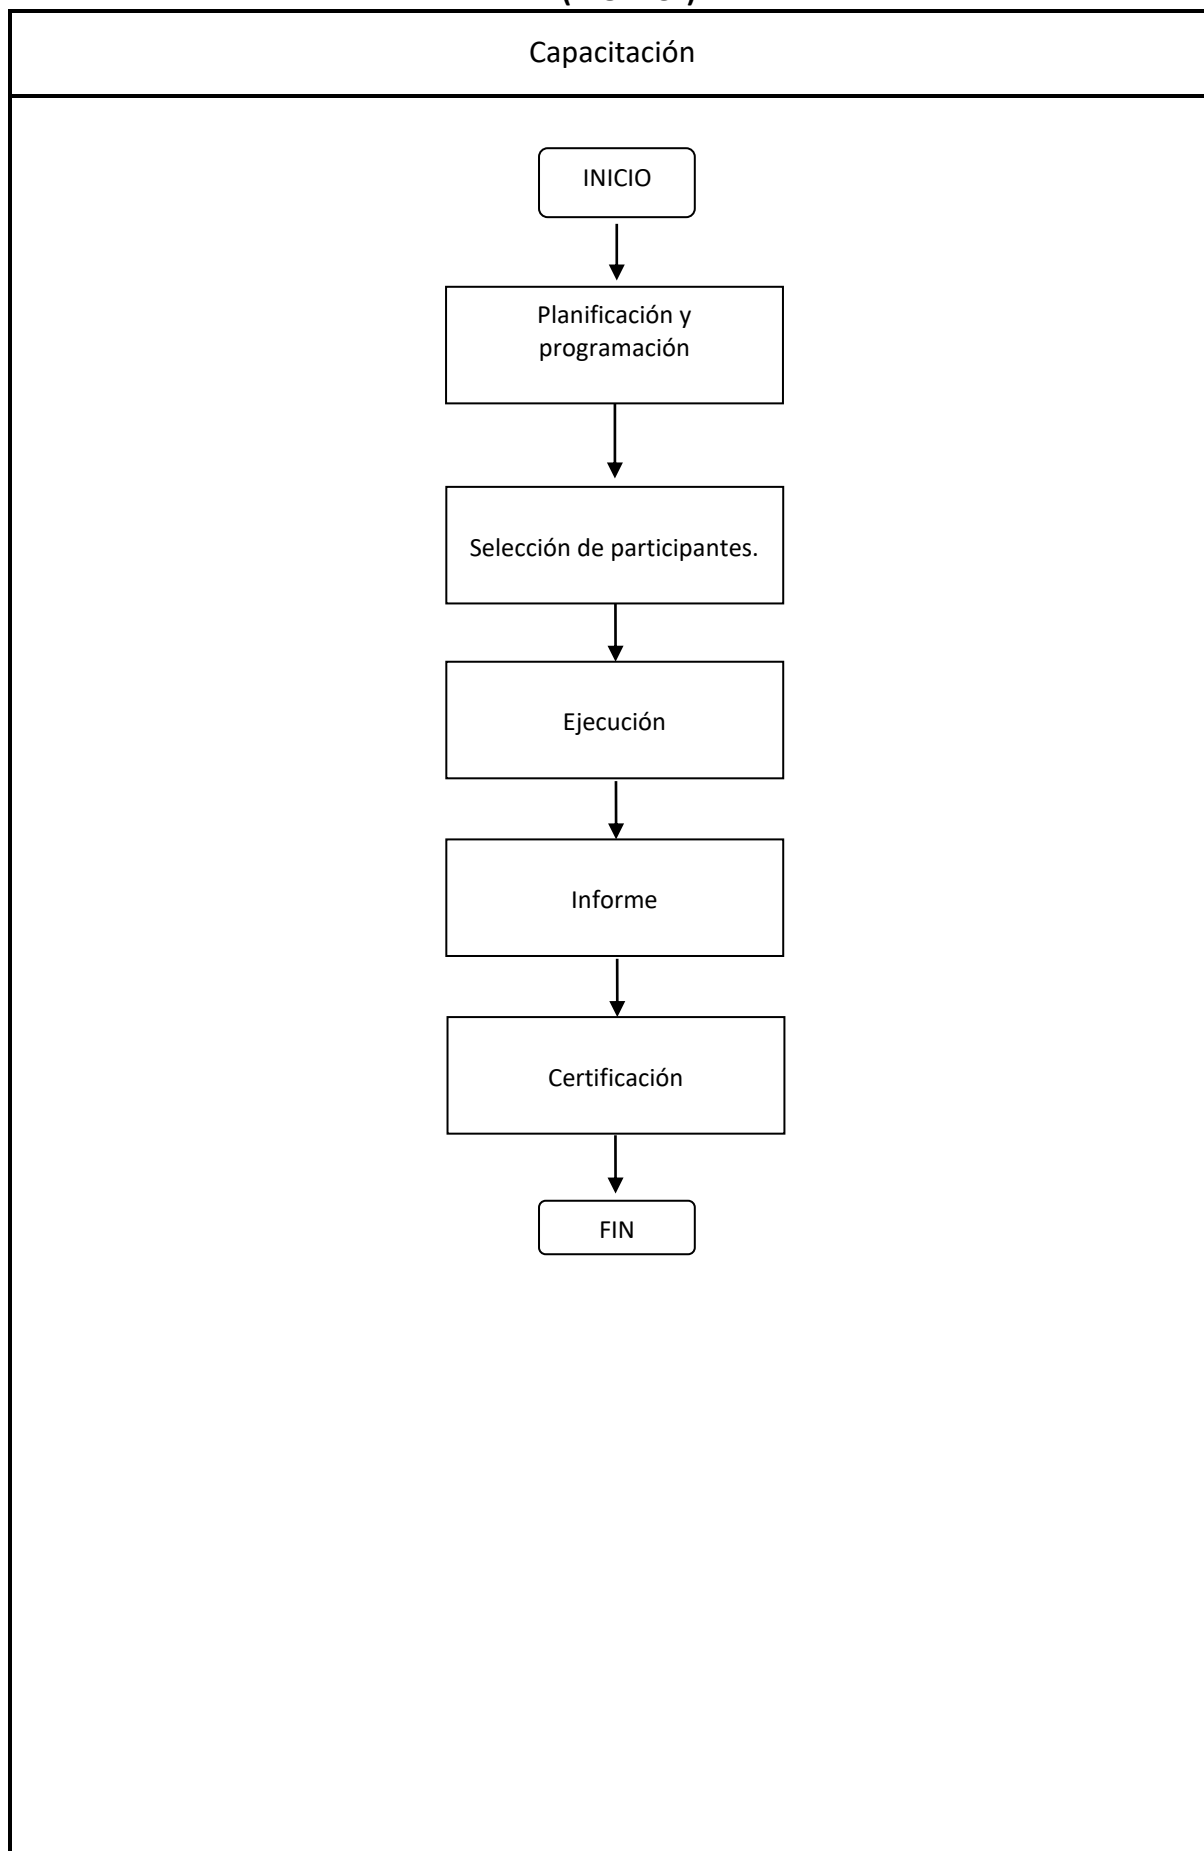 Capacitación
INICIO
Planificación y
programación
Selección de participantes.
Ejecución
Informe
Certificación
FIN